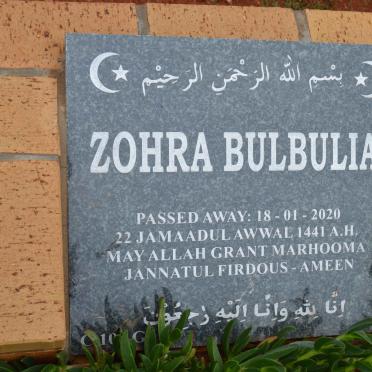 بِسْمِ اللهِ الرَّحْمٰنِ الرَّحِيْمِ
ZOHRA BULBULIA
PASSED AWAY: 18 - 01 - 2020
22 JAMAADUL AWWAL 1441 A.H.
MAY ALLAH GRANT MARHOOMA
JANNATUL FIRDOUS - AMEEN
اِنَّا لِلّٰهِ وَاِنَّا اِلَيْهِ رٰجِعُوْنَ